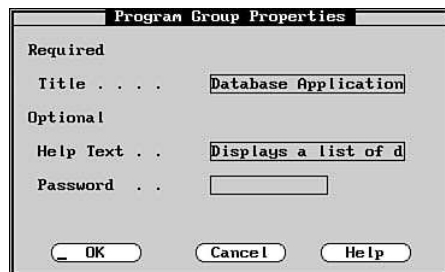 Program Group Properties
Required
Title . . . . Database Application
Optional
Help Text . . Displays a list of d
Password . .
OK Cancel Help